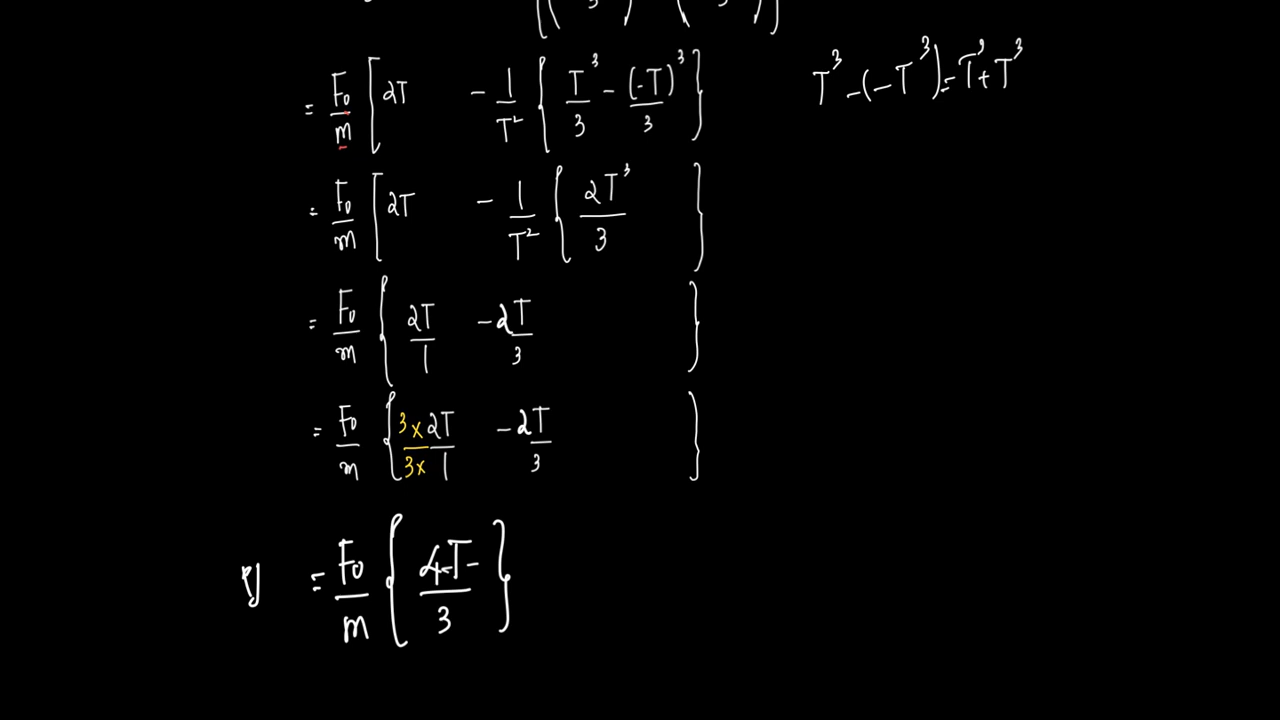 = F₀/m [2T - 1/T² { T³/3 - (-T)³/3 }
T³ - (-T³) = T³ + T³
= F₀/m [2T - 1/T² { 2T³/3 }
= F₀/m { 2T/1 - 2T/3 }
= F₀/m { 3×2T/3×1 - 2T/3 }
= F₀/m { 4T/3 }